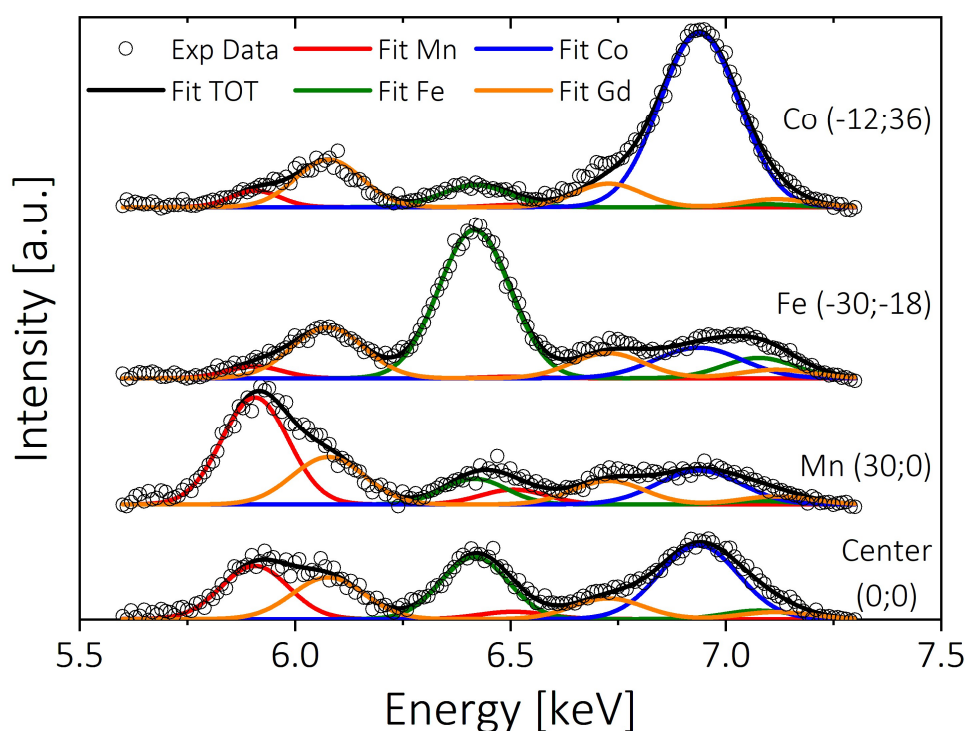 Exp Data Fit Mn Fit Co
Fit TOT Fit Fe Fit Gd
Co (-12;36)
Fe (-30;-18)
Mn (30;0)
Center
(0;0)
Intensity [a.u.]
5.5 6.0 6.5 7.0 7.5
Energy [keV]